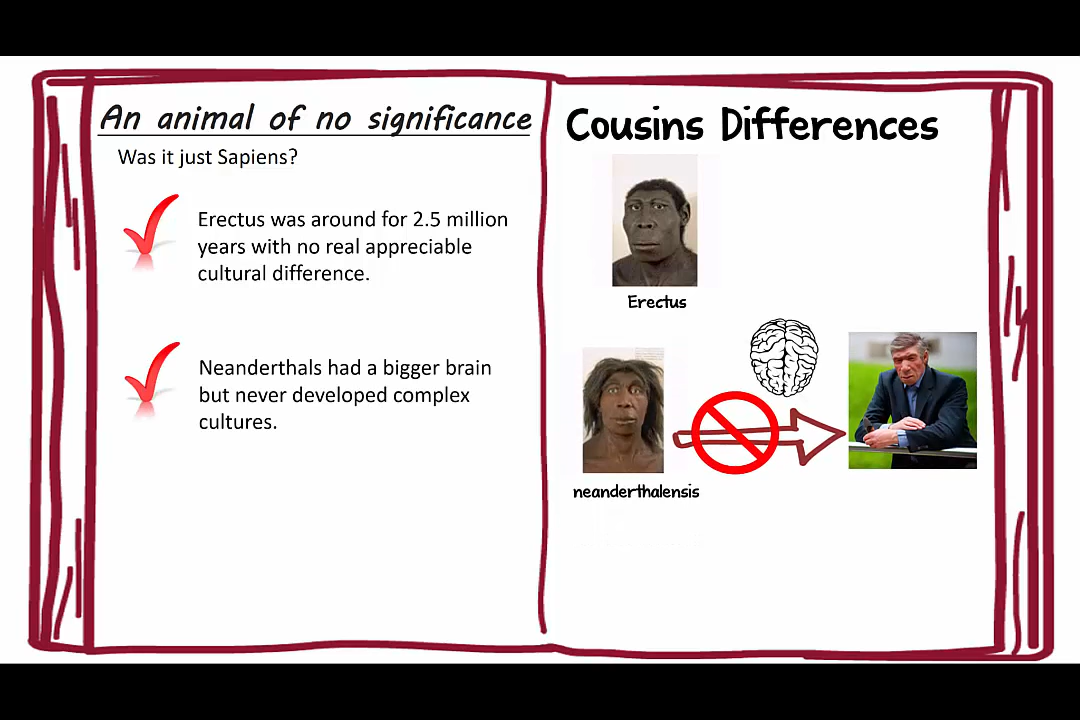 An animal of no significance
Was it just Sapiens?
Erectus was around for 2.5 million
years with no real appreciable
cultural difference.
Neanderthals had a bigger brain
but never developed complex
cultures.
Cousins Differences
Erectus
neanderthalensis